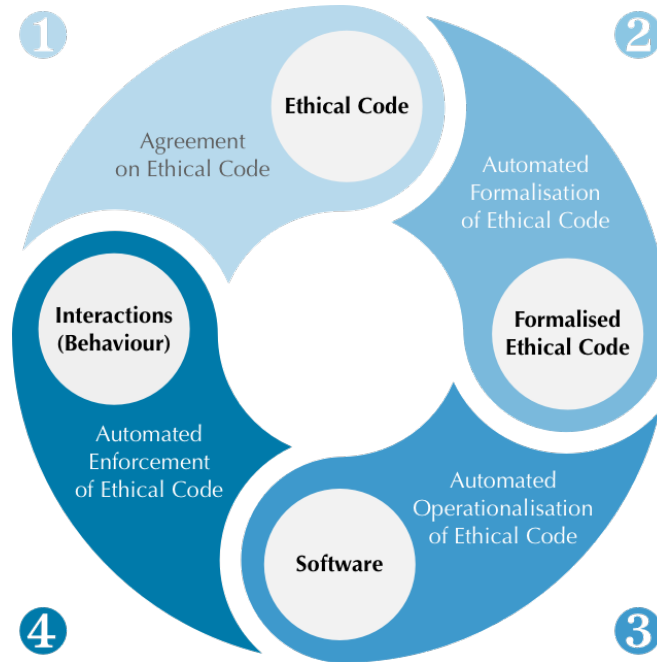 1
Ethical Code
Agreement
on Ethical Code
2
Automated
Formalisation
of Ethical Code
Formalised
Ethical Code
3
Automated
Operationalisation
of Ethical Code
Software
4
Automated
Enforcement
of Ethical Code
Interactions
(Behaviour)